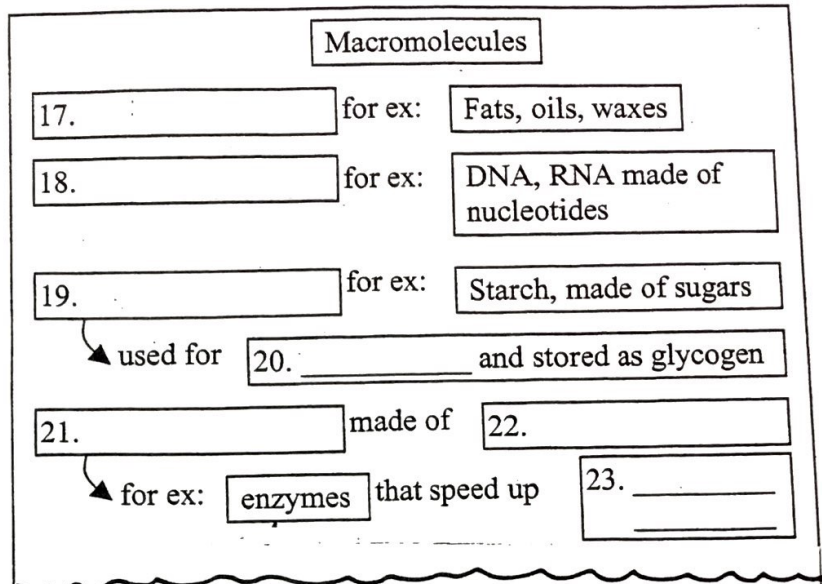 Macromolecules
17. for ex: Fats, oils, waxes
18. for ex: DNA, RNA made of
nucleotides
19. for ex: Starch, made of sugars
used for 20. ____________ and stored as glycogen
21. made of 22.
for ex: enzymes that speed up 23. __________
__________